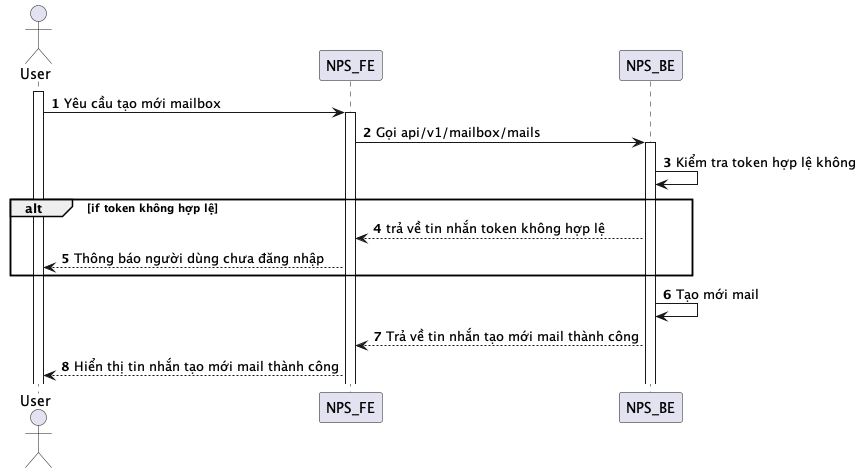 User
NPS_FE
NPS_BE
1 Yêu cầu tạo mới mailbox
2 Gọi api/v1/mailbox/mails
3 Kiểm tra token hợp lệ không
alt [if token không hợp lệ]
4 trả về tin nhắn token không hợp lệ
5 Thông báo người dùng chưa đăng nhập
6 Tạo mới mail
7 Trả về tin nhắn tạo mới mail thành công
8 Hiển thị tin nhắn tạo mới mail thành công
User
NPS_FE
NPS_BE